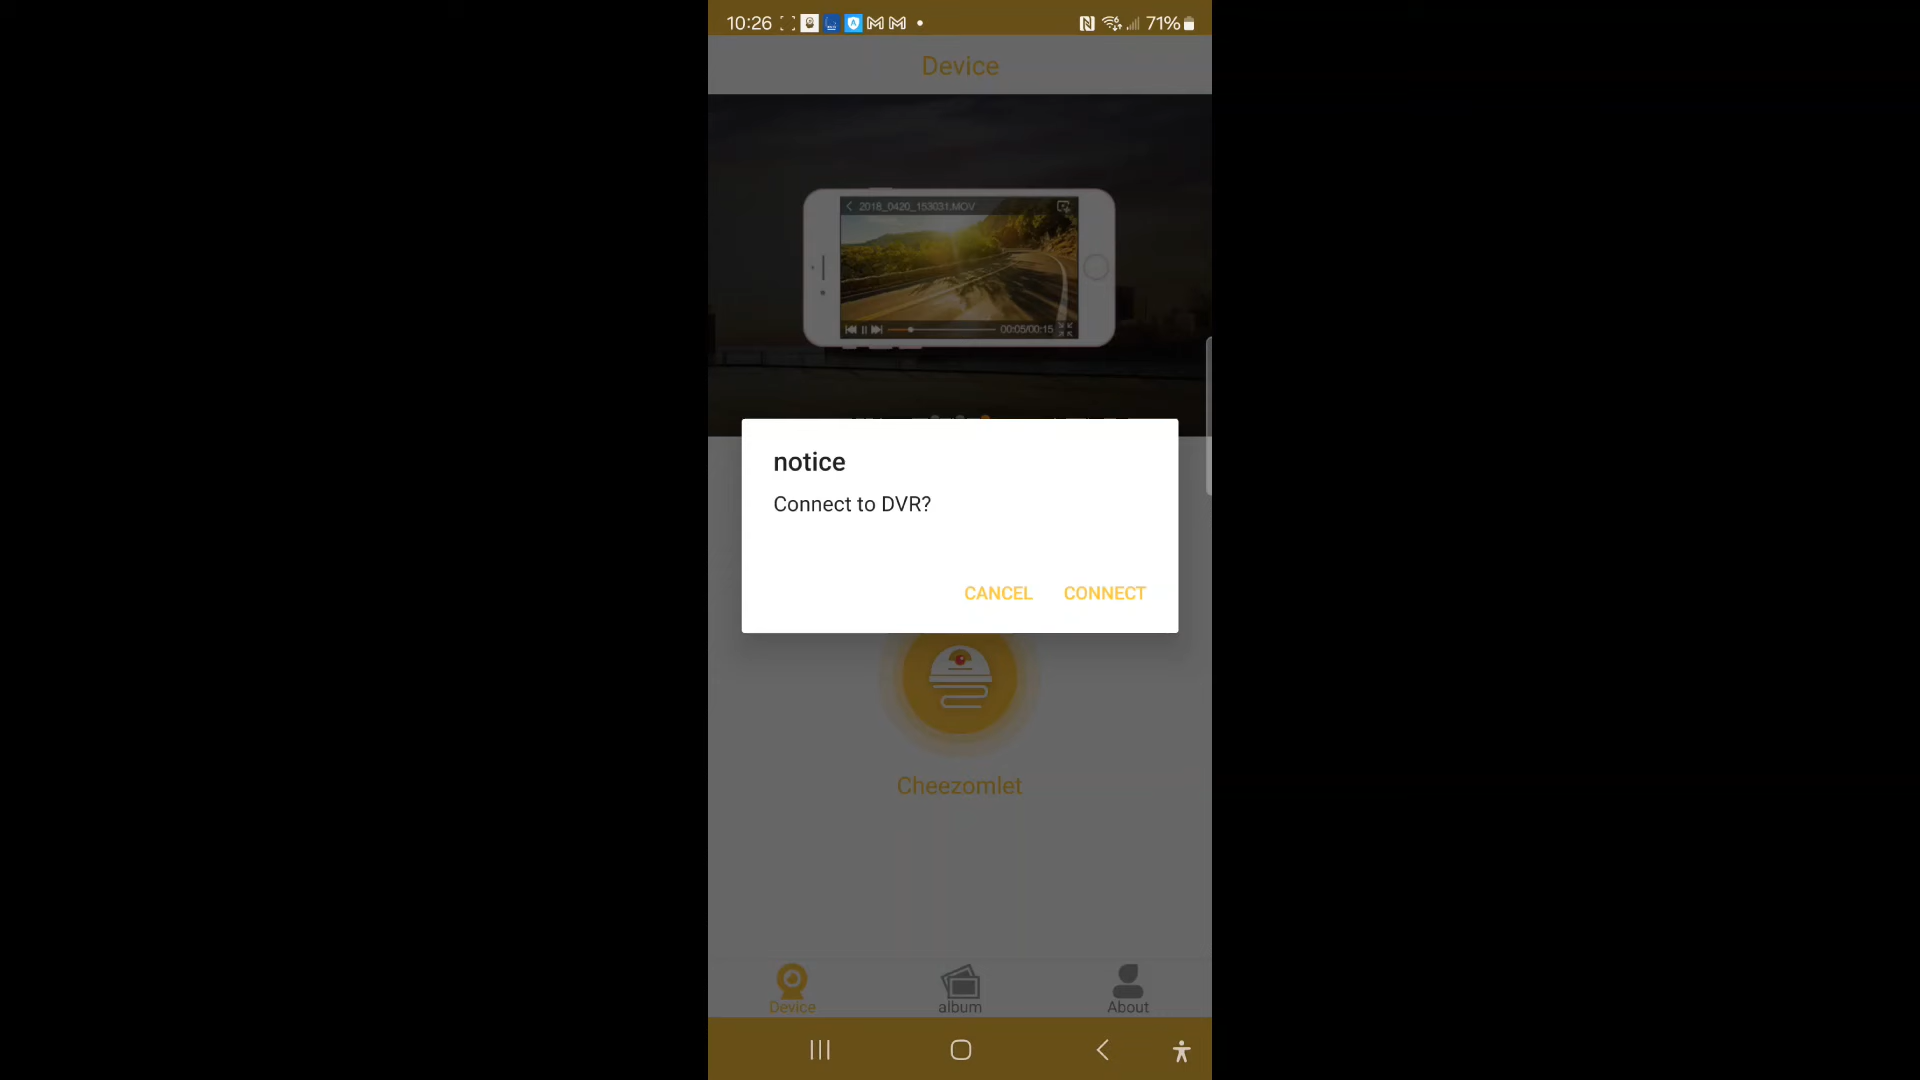 10:26
71%
Device
2018_0420_153031.MOV
00:05/00:15
notice
Connect to DVR?
CANCEL CONNECT
Cheezomlet
Device album About